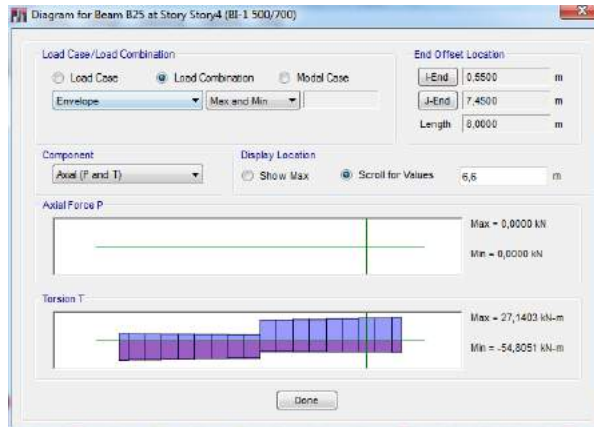 Diagram for Beam B25 at Story Story4 (BI-1 500/700)
Load Case/Load Combination
Load Case Load Combination Modal Case
Envelope Max and Min
End Offset Location
I-End 0,5500 m
J-End 7,4500 m
Length 8,0000 m
Component
Axial (P and T)
Display Location
Show Max Scroll for Values 6,6 m
Axial Force P
Max = 0,0000 kN
Min = 0,0000 kN
Torsion T
Max = 27,1403 kN-m
Min = -54,8051 kN-m
Done